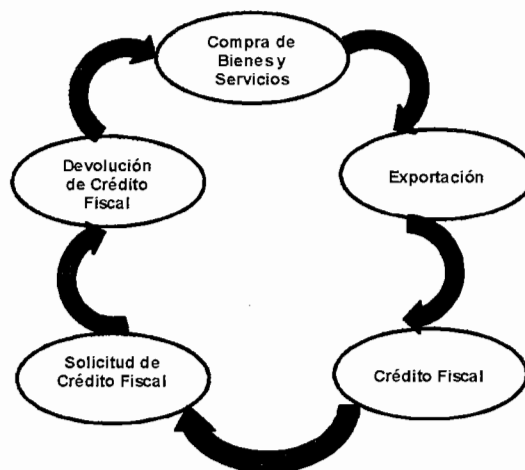 Compra de
Bienes y
Servicios
Exportación
Crédito Fiscal
Solicitud de
Crédito Fiscal
Devolución
de Crédito
Fiscal